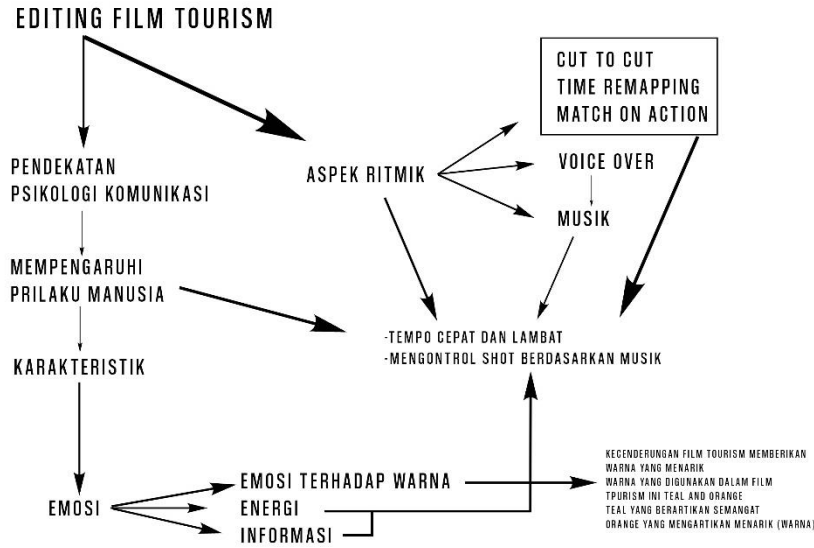 EDITING FILM TOURISM
CUT TO CUT
TIME REMAPPING
MATCH ON ACTION
PENDEKATAN
PSIKOLOGI KOMUNIKASI
ASPEK RITMIK
VOICE OVER
MUSIK
MEMPENGARUHI
PRILAKU MANUSIA
-TEMPO CEPAT DAN LAMBAT
-MENGONTROL SHOT BERDASARKAN MUSIK
KARAKTERISTIK
EMOSI
EMOSI TERHADAP WARNA
ENERGI
INFORMASI
KECENDERUNGAN FILM TOURISM MEMBERIKAN
WARNA YANG MENARIK
WARNA YANG DIGUNAKAN DALAM FILM
TPURISM INI TEAL AND ORANGE
TEAL YANG BERARTIKAN SEMANGAT
ORANGE YANG MENGARTIKAN MENARIK (WARNA)